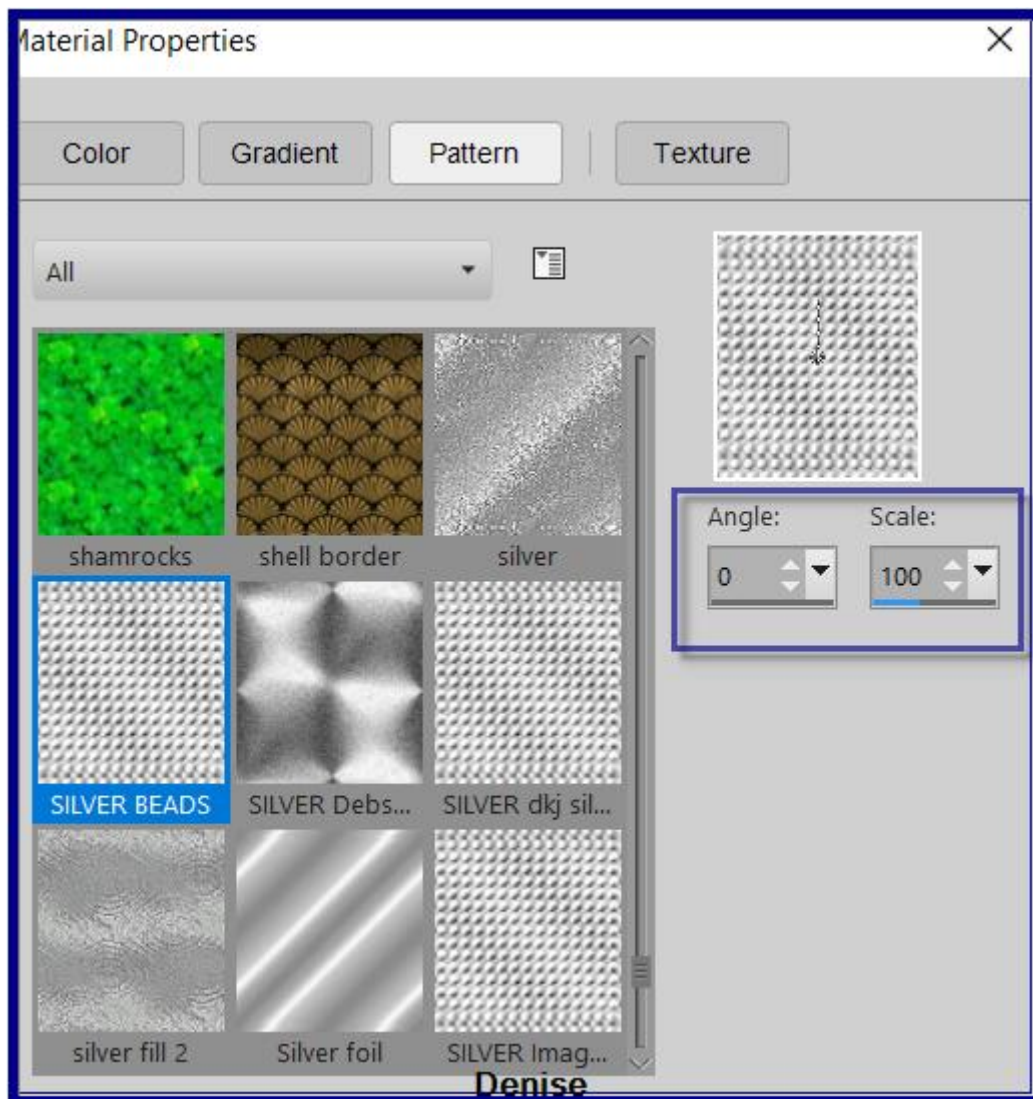 Material Properties
Color Gradient Pattern Texture
All
Angle: Scale:
0 100
shamrocks shell border silver
SILVER BEADS SILVER Debs... SILVER dkj sil...
silver fill 2 Silver foil SILVER Imag...
Denise